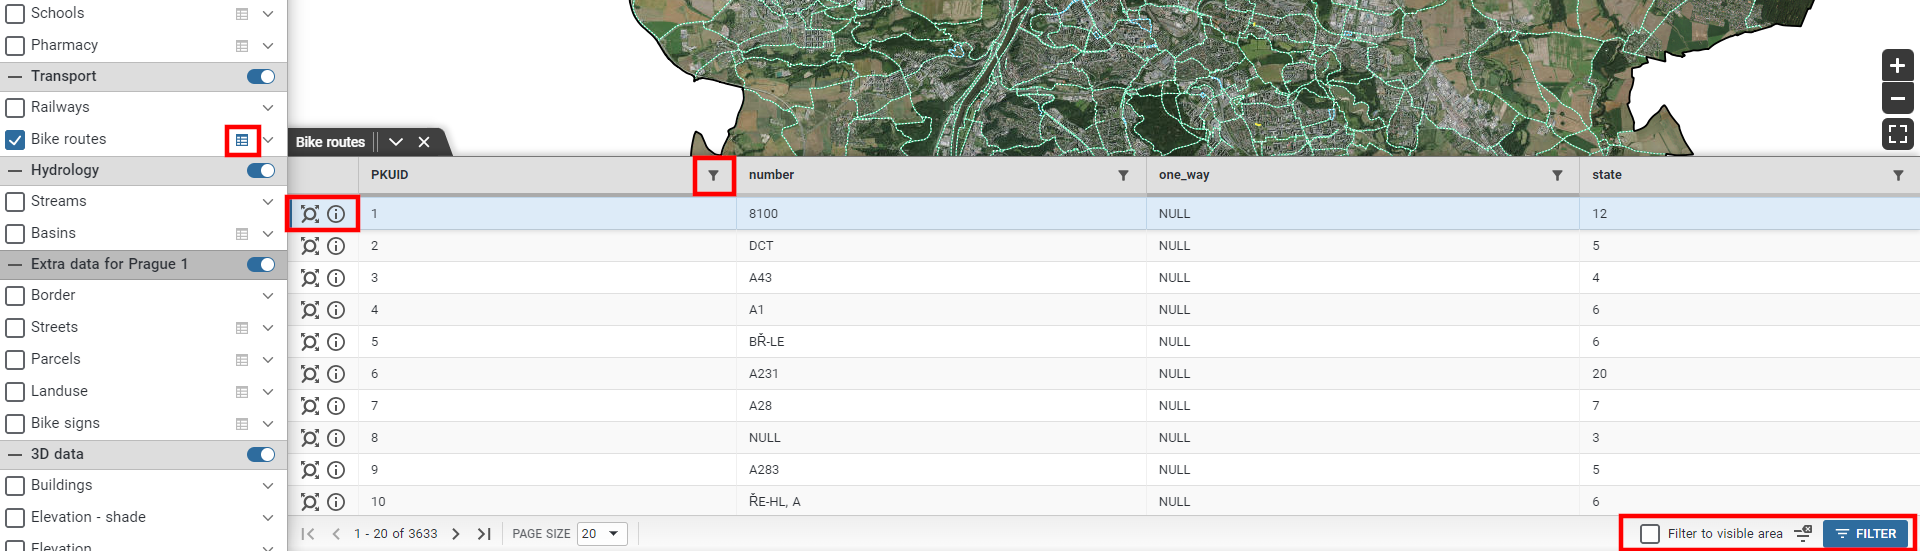 Schools
Pharmacy
Transport
Railways
Bike routes
Hydrology
Streams
Basins
Extra data for Prague 1
Border
Streets
Parcels
Landuse
Bike signs
3D data
Buildings
Elevation - shade
Elevation
Bike routes
PKUID number one_way state
1 8100 NULL 12
2 DCT NULL 5
3 A43 NULL 4
4 A1 NULL 6
5 BŘ-LE NULL 6
6 A231 NULL 20
7 A28 NULL 7
8 NULL NULL 3
9 A283 NULL 5
10 ŘE-HL, A NULL 6
1 - 20 of 3633 PAGE SIZE 20 Filter to visible area FILTER